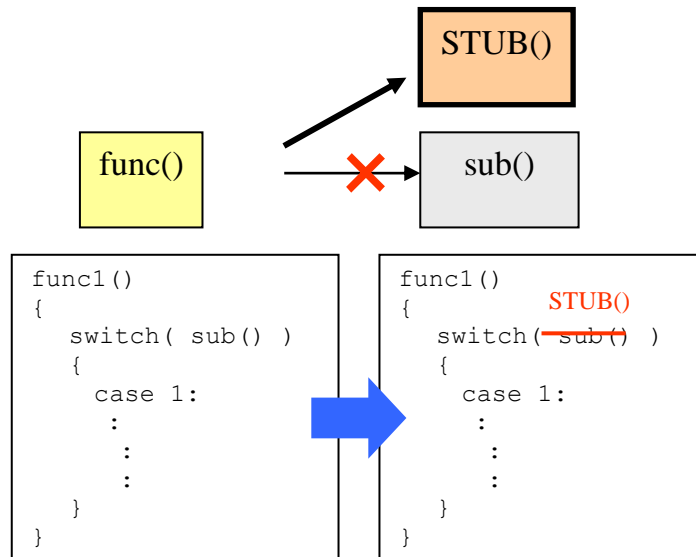 STUB()
func()
sub()
func1()
{
switch( sub() )
{
case 1:
:
:
:
}
}
func1()
STUB()
{
switch( sub() )
{
case 1:
:
:
:
}
}